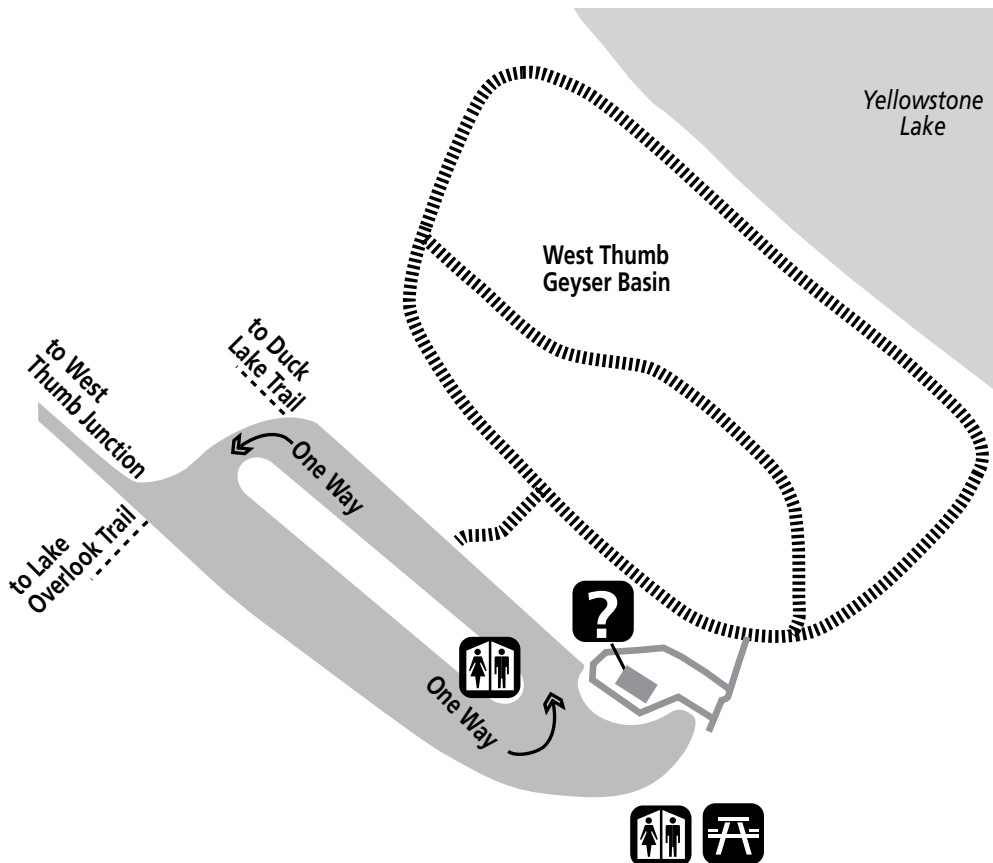 Yellowstone
Lake
West Thumb
Geyser Basin
to Duck
Lake Trail
to West
Thumb Junction
One Way
to Lake
Overlook Trail
?
One Way